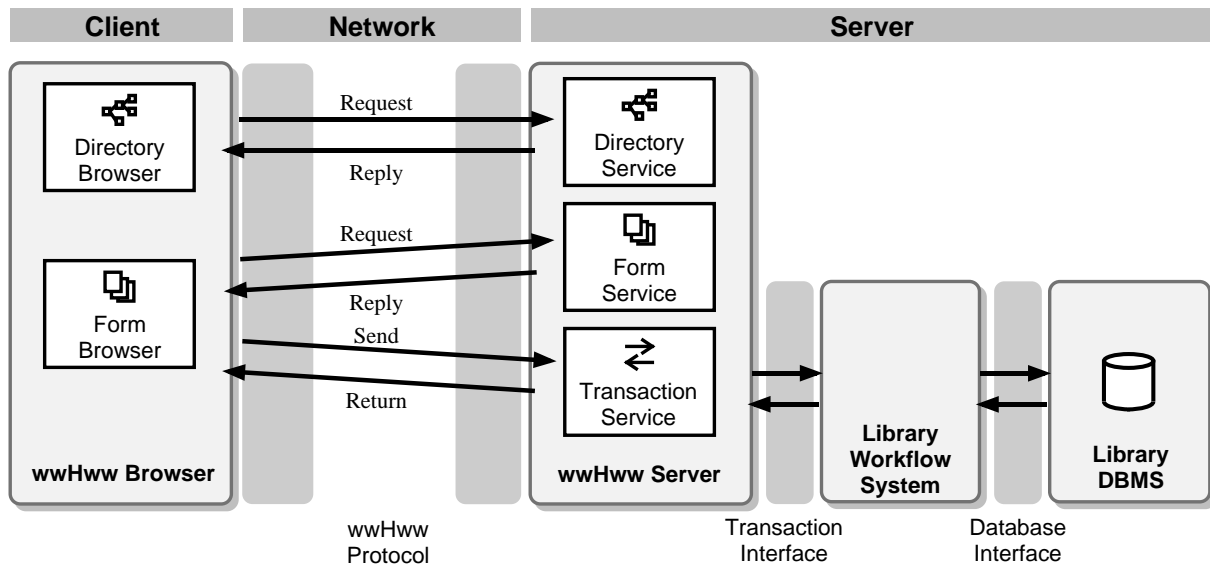 Client
Network
Server
Directory
Browser
Request
Reply
Directory
Service
Request
Reply
Form
Service
Form
Browser
Send
Return
Transaction
Service
wwHww Browser
wwHww Server
Library
Workflow
System
Library
DBMS
wwHww
Protocol
Transaction
Interface
Database
Interface